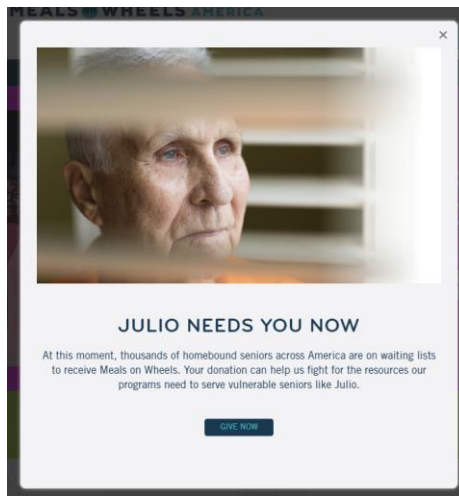 MEALS ON WHEELS AMERICA
×
JULIO NEEDS YOU NOW
At this moment, thousands of homebound seniors across America are on waiting lists
to receive Meals on Wheels. Your donation can help us fight for the resources our
programs need to serve vulnerable seniors like Julio.
GIVE NOW